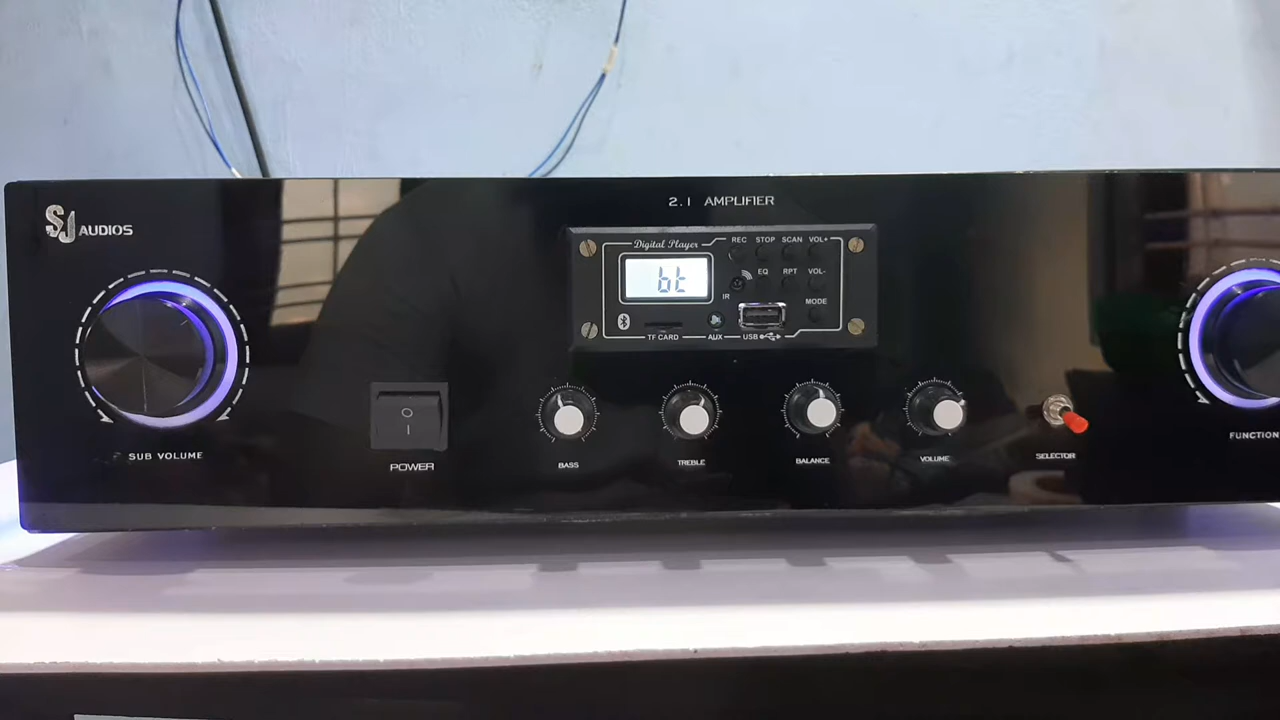 2.1 AMPLIFIER
SJ AUDIOS
Digital Player
REC STOP SCAN VOL+
bt
EQ RPT VOL-
IR
MODE
TF CARD AUX USB
SUB VOLUME
O
I
POWER
BASS
TREBLE
BALANCE
VOLUME
SELECTOR
FUNCTION